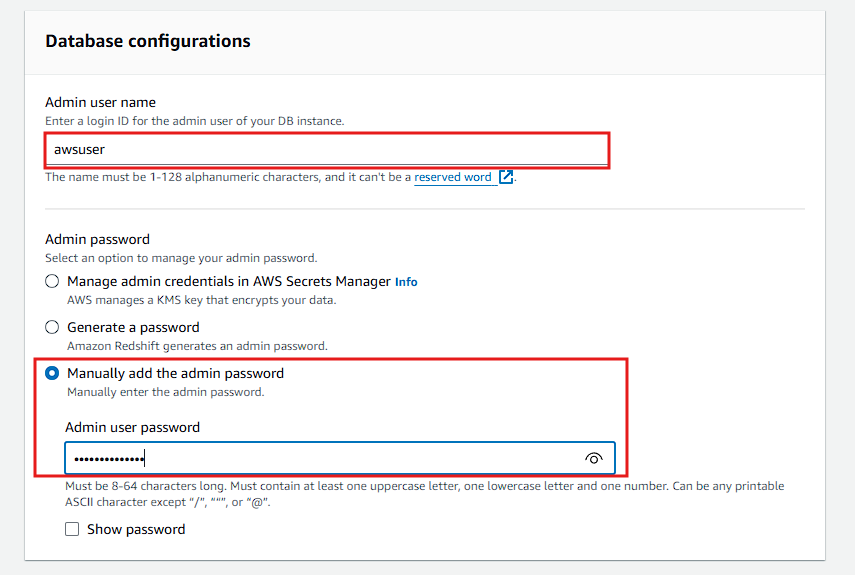 Database configurations
Admin user name
Enter a login ID for the admin user of your DB instance.
awsuser
The name must be 1-128 alphanumeric characters, and it can't be a reserved word .
Admin password
Select an option to manage your admin password.
Manage admin credentials in AWS Secrets Manager Info
AWS manages a KMS key that encrypts your data.
Generate a password
Amazon Redshift generates an admin password.
Manually add the admin password
Manually enter the admin password.
Admin user password
••••••••••••••
Must be 8-64 characters long. Must contain at least one uppercase letter, one lowercase letter and one number. Can be any printable
ASCII character except “/”, “"”, or “@”.
Show password